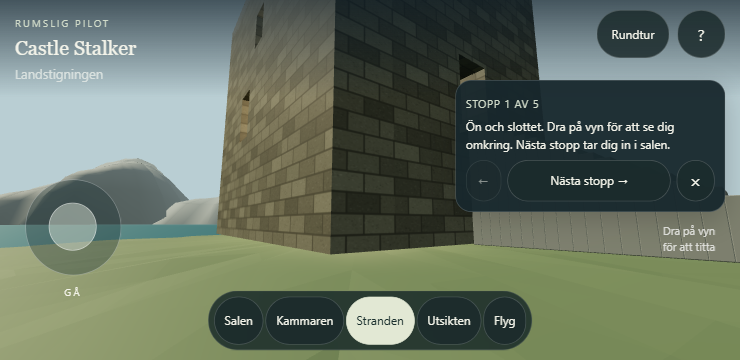 RUMSLIG PILOT
Castle Stalker
Landstigningen
Rundtur
?
STOPP 1 AV 5
Ön och slottet. Dra på vyn för att se dig
omkring. Nästa stopp tar dig in i salen.
←
Nästa stopp →
×
Dra på vyn
för att titta
GÅ
Salen
Kammaren
Stranden
Utsikten
Flyg